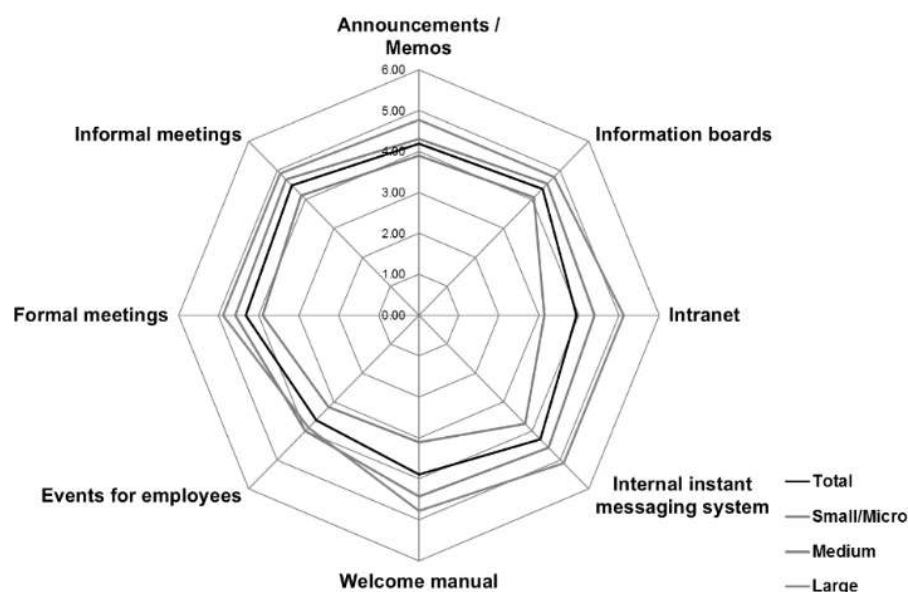 Announcements /
Memos
6.00
5.00
4.00
3.00
2.00
1.00
0.00
Informal meetings
Information boards
Formal meetings
Intranet
Events for employees
Internal instant
messaging system
Welcome manual
Total
Small/Micro
Medium
Large